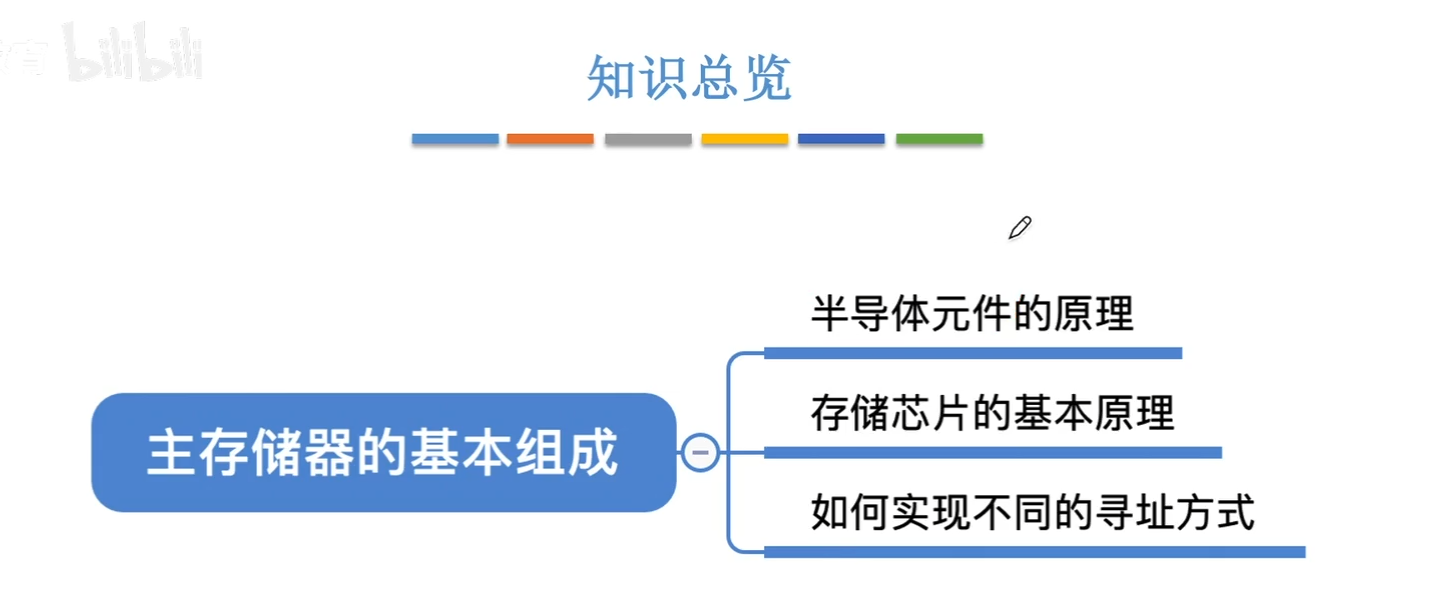 育 bilibili
知识总览
半导体元件的原理
存储芯片的基本原理
主存储器的基本组成
如何实现不同的寻址方式